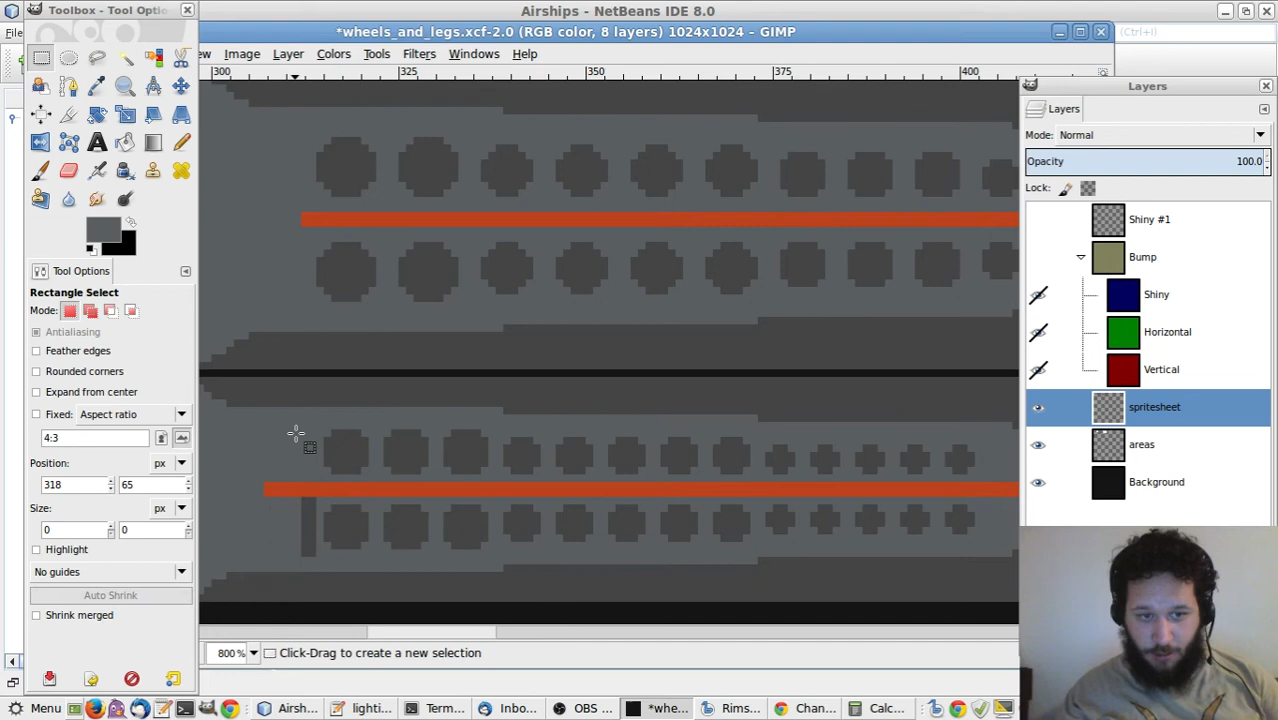 Toolbox - Tool Optio
Airships - NetBeans IDE 8.0
File
*wheels_and_legs.xcf-2.0 (RGB color, 8 layers) 1024x1024 – GIMP
(Ctrl+I)
ew Image Layer Colors Tools Filters Windows Help
300 325 350 375 400
Layers
Layers
Mode: Normal
Opacity 100.0
Lock:
Shiny #1
Bump
Shiny
Horizontal
Vertical
spritesheet
areas
Background
Tool Options
Rectangle Select
Mode:
Antialiasing
Feather edges
Rounded corners
Expand from center
Fixed: Aspect ratio
4:3
Position: px
318 65
Size: px
0 0
Highlight
No guides
Auto Shrink
Shrink merged
800% Click-Drag to create a new selection
Menu Airsh... lighti... Term... Inbo... OBS ... *whe... Rims... Chan... Calc...